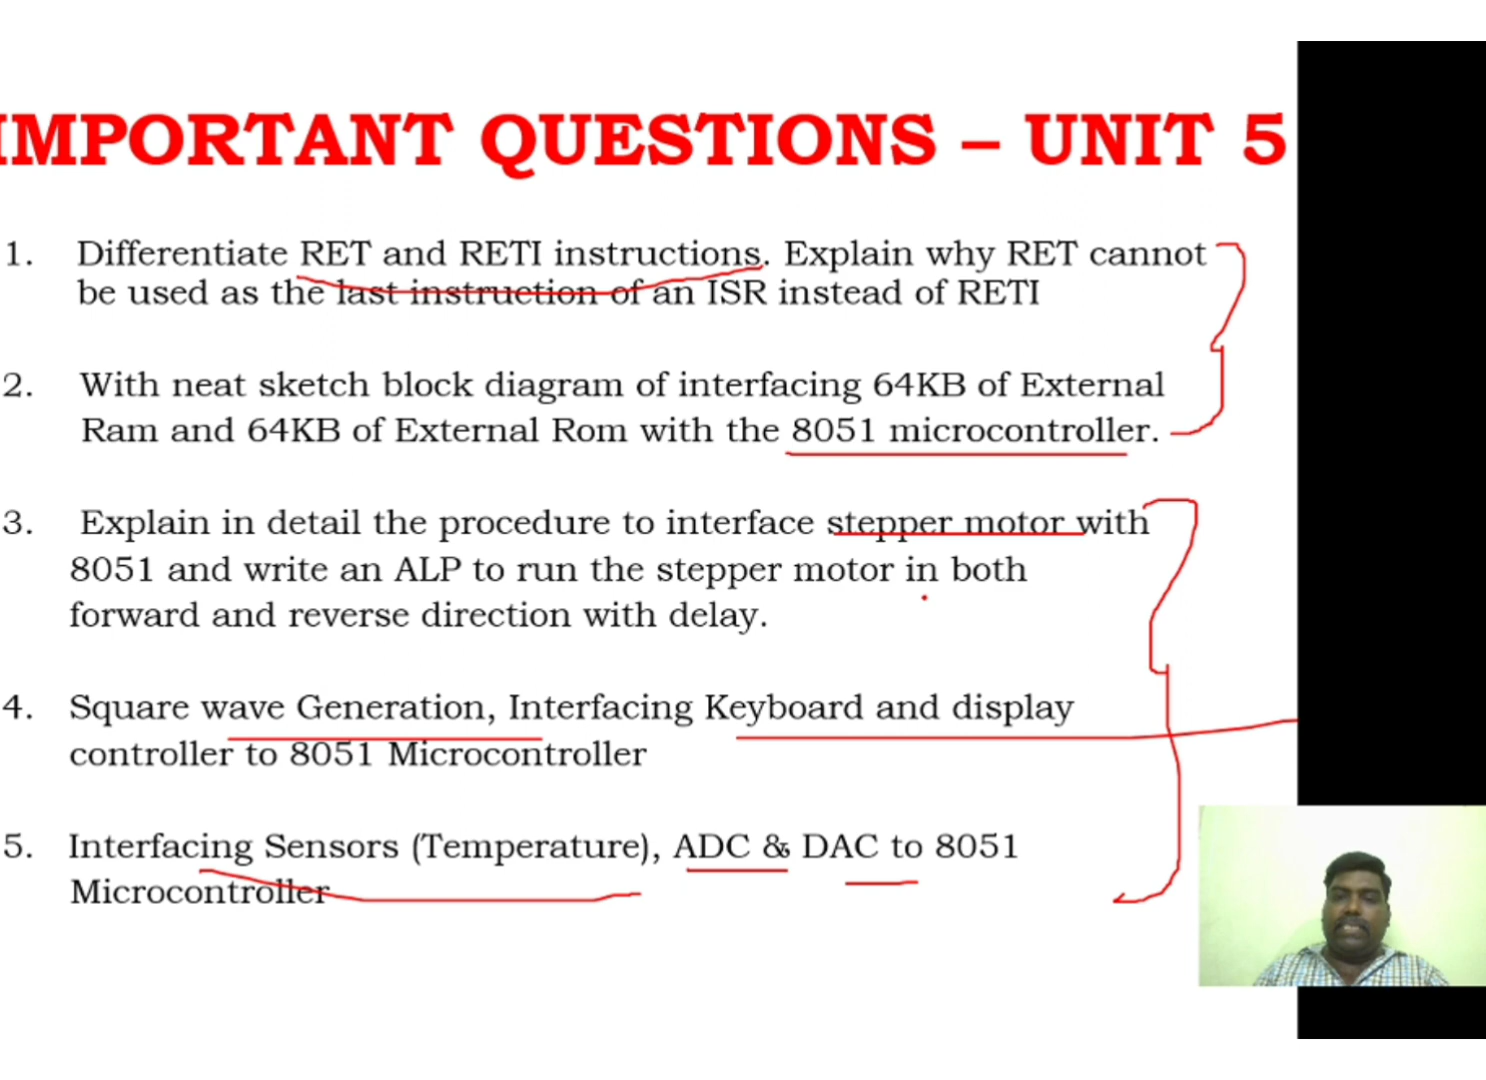 IMPORTANT QUESTIONS – UNIT 5
1. Differentiate RET and RETI instructions. Explain why RET cannot
be used as the last instruction of an ISR instead of RETI
2. With neat sketch block diagram of interfacing 64KB of External
Ram and 64KB of External Rom with the 8051 microcontroller.
3. Explain in detail the procedure to interface stepper motor with
8051 and write an ALP to run the stepper motor in both
forward and reverse direction with delay.
4. Square wave Generation, Interfacing Keyboard and display
controller to 8051 Microcontroller
5. Interfacing Sensors (Temperature), ADC & DAC to 8051
Microcontroller